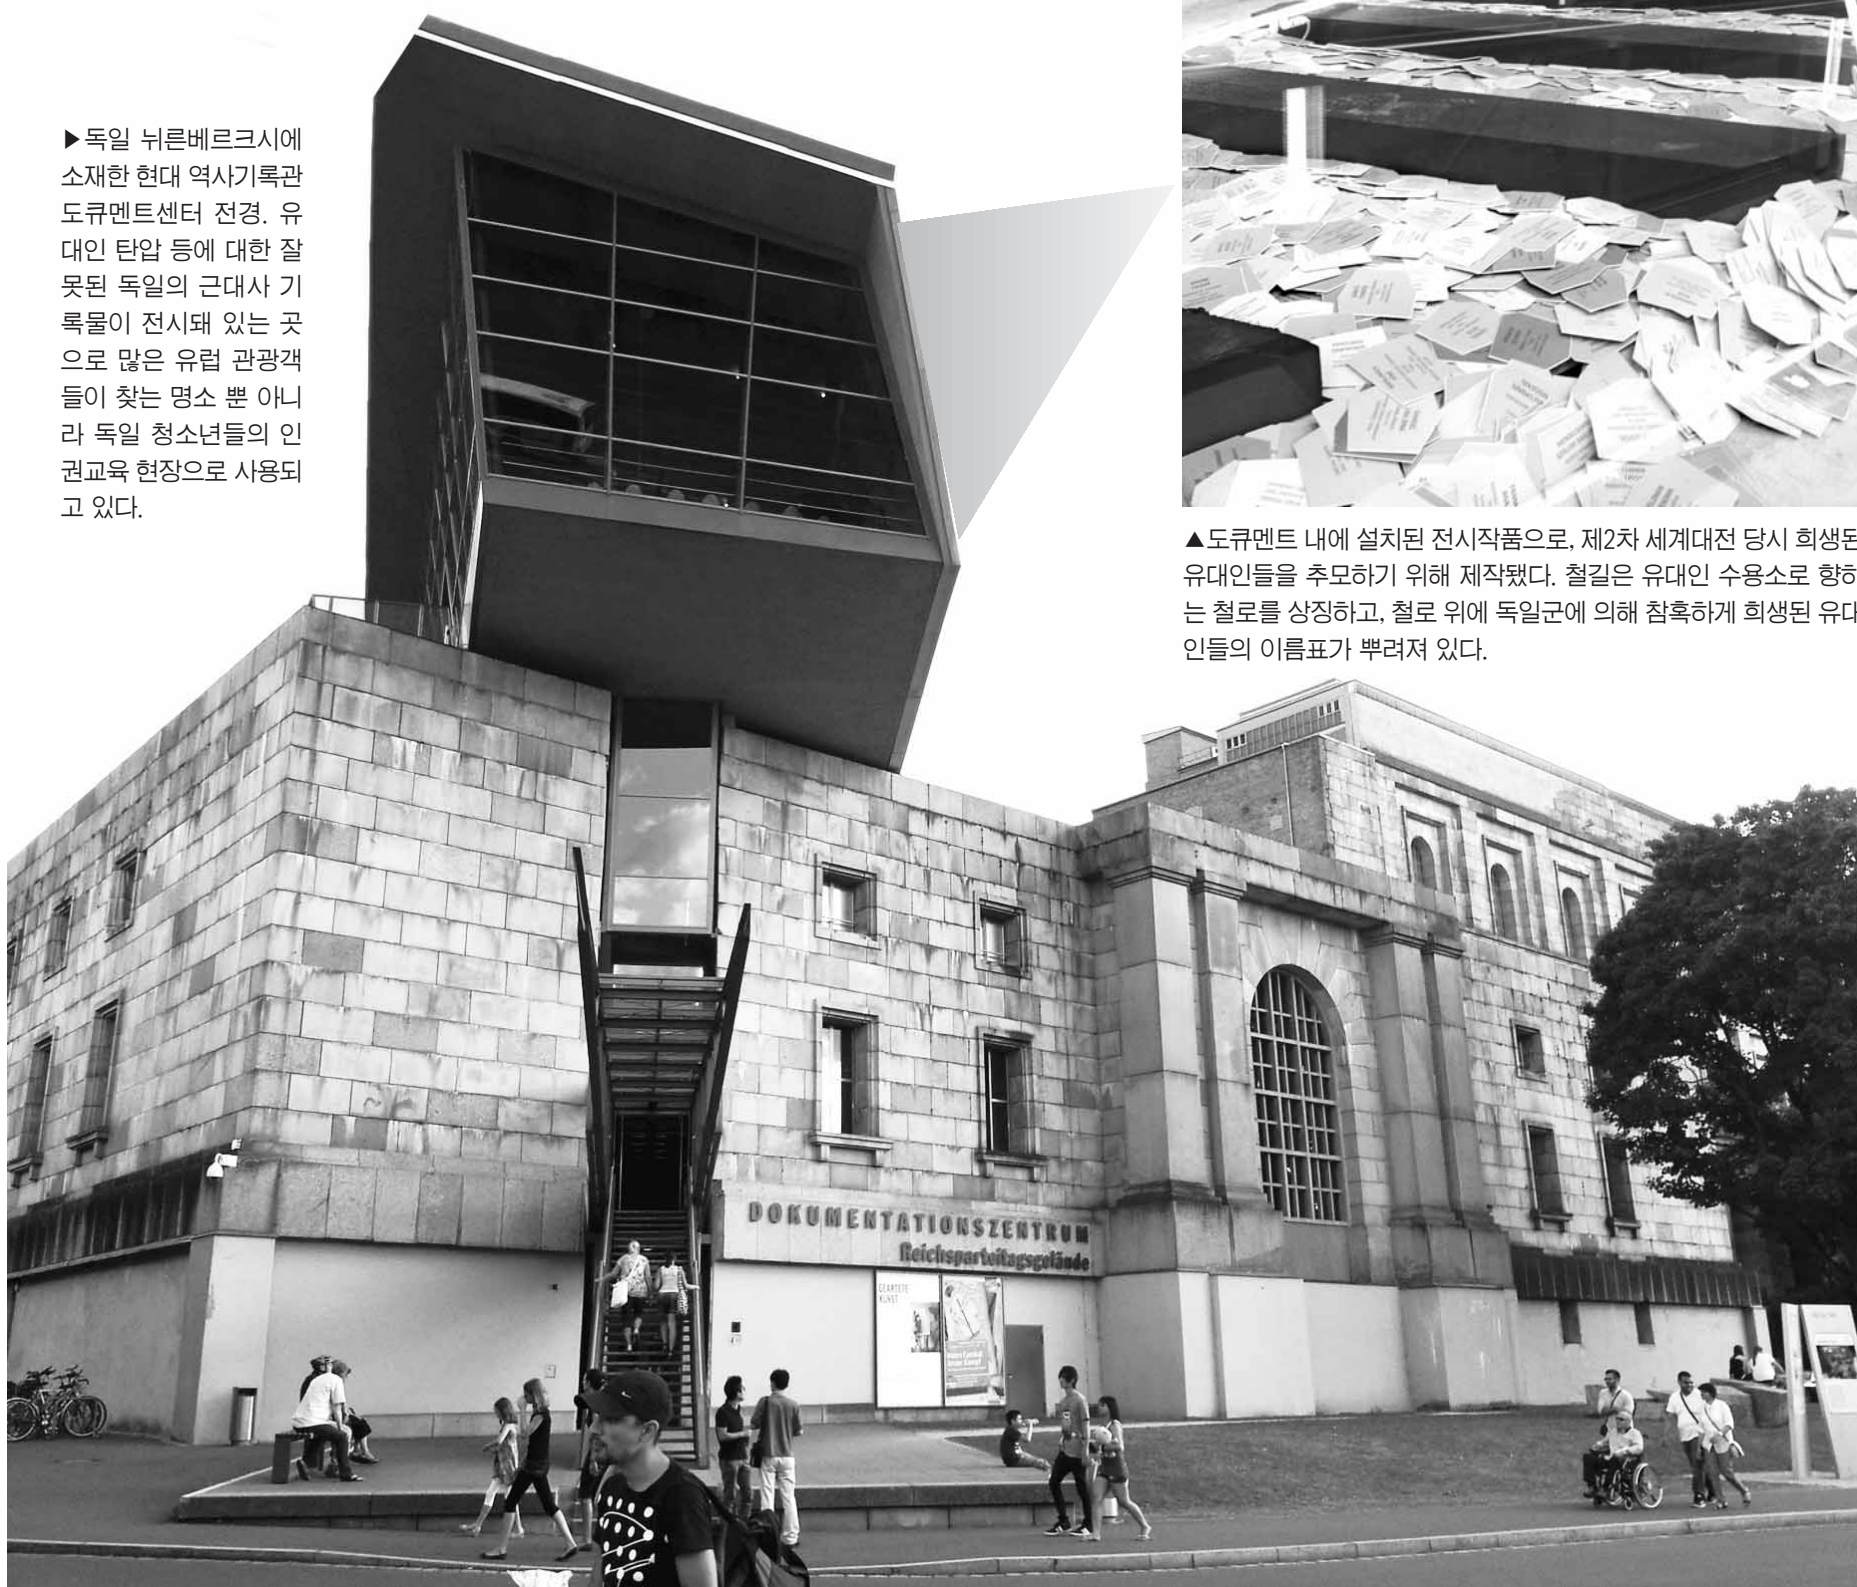 ▶독일 뉘른베르크시에
소재한 현대 역사기록관
도큐멘트센터 전경. 유
대인 탄압 등에 대한 잘
못된 독일의 근대사 기
록물이 전시돼 있는 곳
으로 많은 유럽 관광객
들이 찾는 명소 뿐 아니
라 독일 청소년들의 인
권교육 현장으로 사용되
고 있다.
▲도큐멘트 내에 설치된 전시작품으로, 제2차 세계대전 당시 희생된
유대인들을 추모하기 위해 제작됐다. 철길은 유대인 수용소로 향하
는 철로를 상징하고, 철로 위에 독일군에 의해 참혹하게 희생된 유대
인들의 이름표가 뿌려져 있다.
DOKUMENTATIONSZENTRUM
Reichsparteitagsgelände
GEARTETE
KUNST